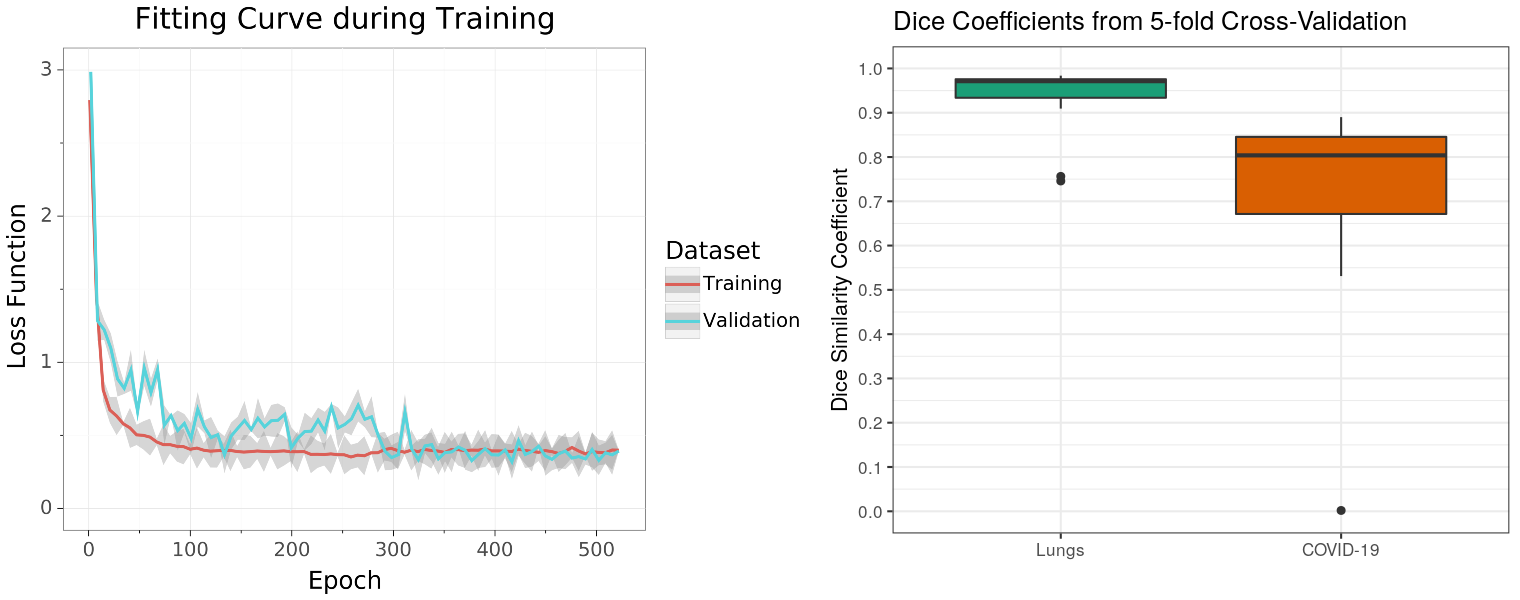 Fitting Curve during Training
3
2
1
0
Loss Function
0 100 200 300 400 500
Epoch
Dataset
Training
Validation
Dice Coefficients from 5-fold Cross-Validation
1.0
0.9
0.8
0.7
0.6
0.5
0.4
0.3
0.2
0.1
0.0
Dice Similarity Coefficient
Lungs COVID-19